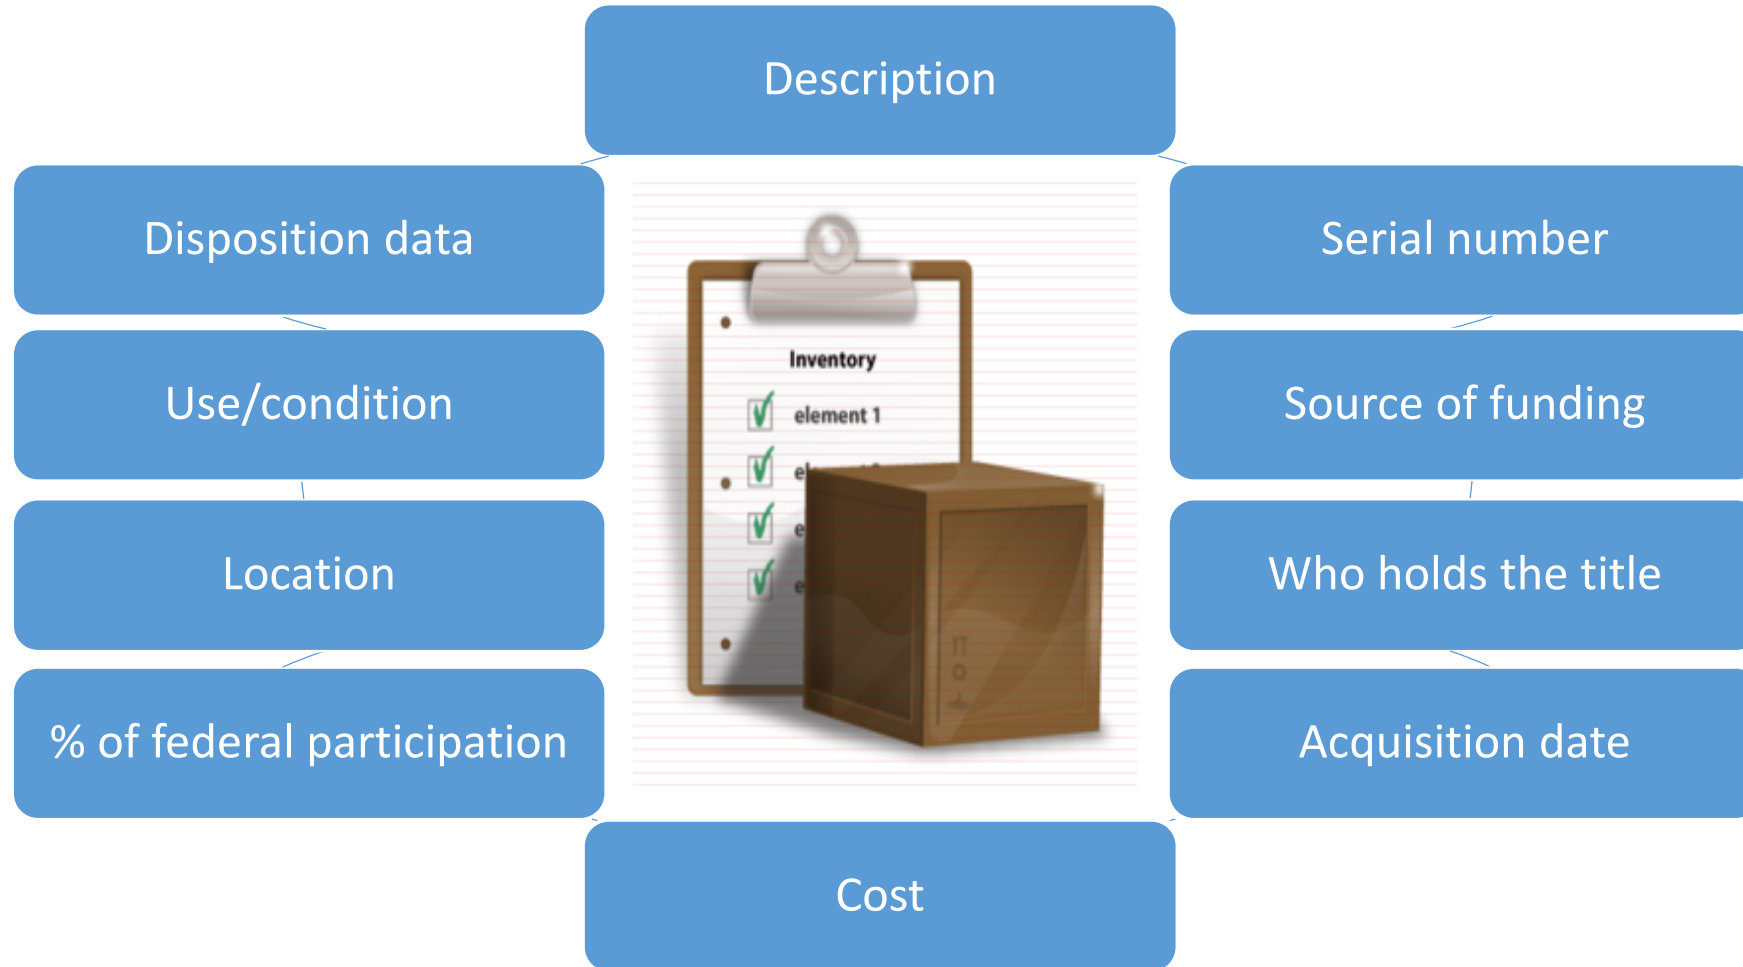 Description
Disposition data
Serial number
Use/condition
Source of funding
Location
Who holds the title
% of federal participation
Acquisition date
Cost
Inventory
element 1